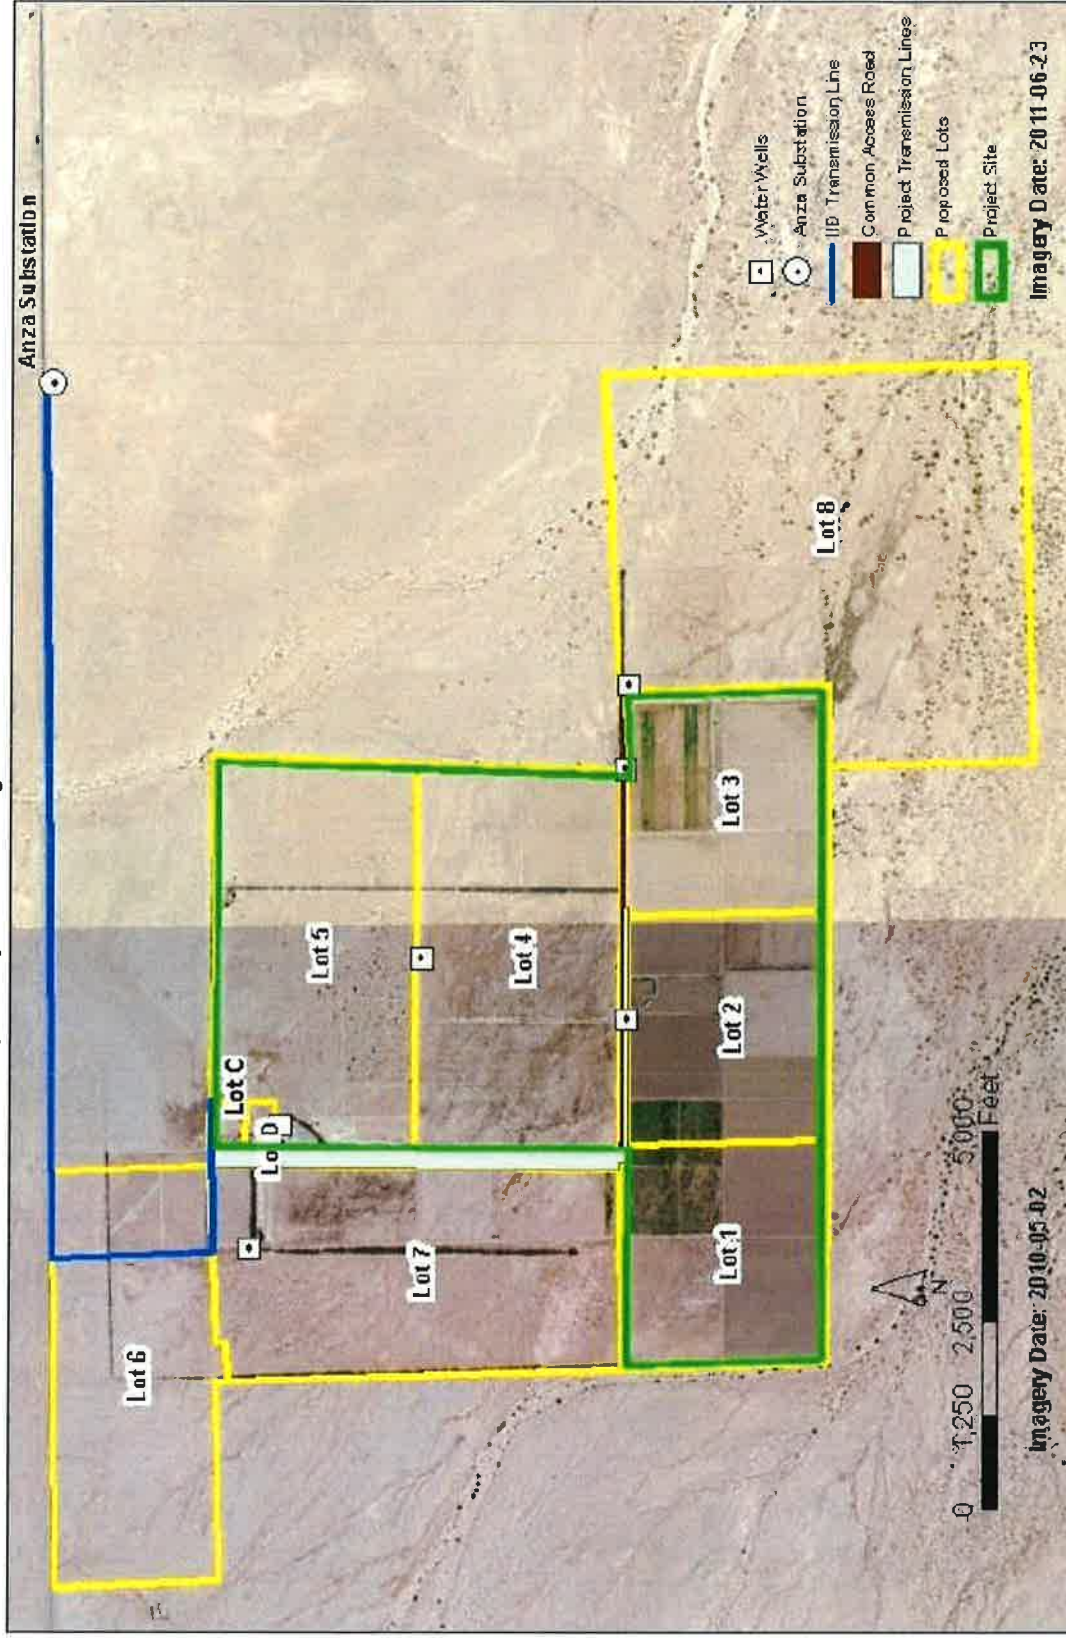 Anza Substation
Lot 6
Lot C
Lot D
Lot 5
Lot 7
Lot 4
Lot 1
Lot 2
Lot 3
Lot 8
Water Wells
Anza Substation
IID Transmission Line
Common Access Road
Project Transmission Lines
Proposed Lots
Project Site
N
0 1,250 2,500 5,000
Feet
Imagery Date: 2010-05-02
Imagery Date: 2011-06-23